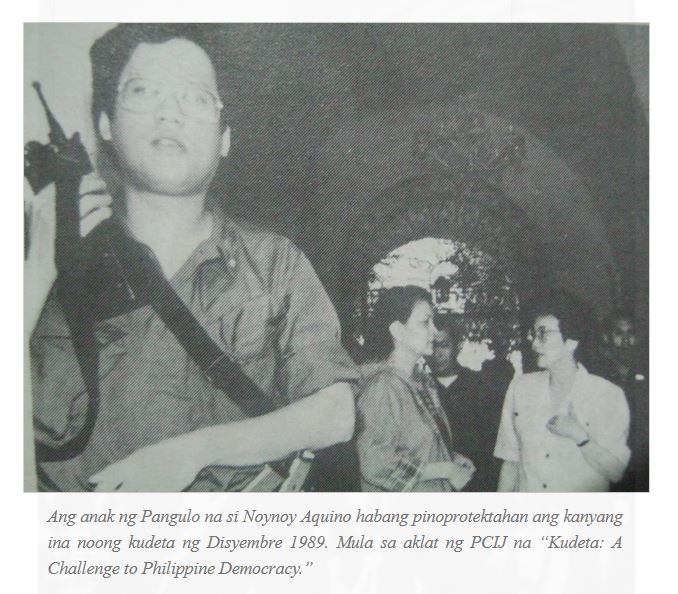 Ang anak ng Pangulo na si Noynoy Aquino habang pinoprotektahan ang kanyang
ina noong kudeta ng Disyembre 1989. Mula sa aklat ng PCIJ na “Kudeta: A
Challenge to Philippine Democracy.”